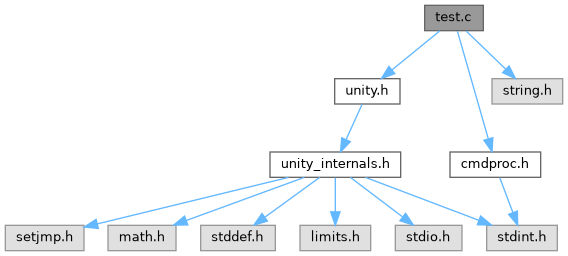 test.c
unity.h
string.h
unity_internals.h
cmdproc.h
setjmp.h
math.h
stddef.h
limits.h
stdio.h
stdint.h